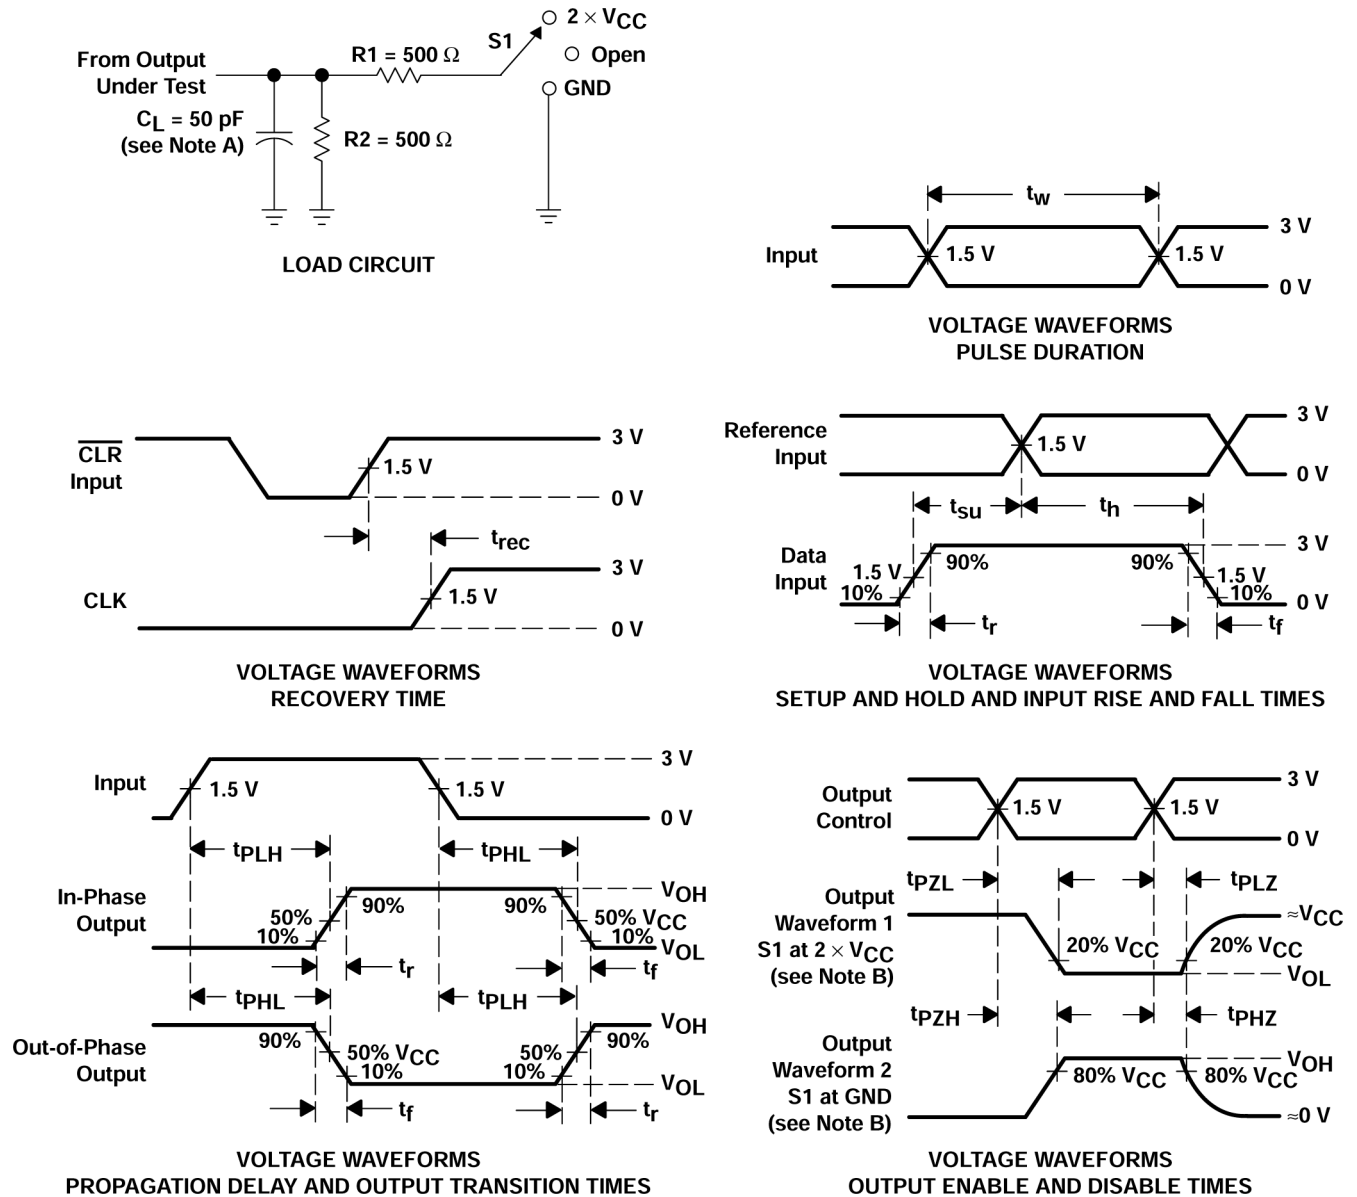 2 × VCC
S1
Open
From Output
Under Test
R1 = 500 Ω
GND
CL = 50 pF
(see Note A)
R2 = 500 Ω
LOAD CIRCUIT
tw
3 V
Input
1.5 V
1.5 V
0 V
VOLTAGE WAVEFORMS
PULSE DURATION
CLR
Input
3 V
1.5 V
0 V
trec
CLK
3 V
1.5 V
0 V
VOLTAGE WAVEFORMS
RECOVERY TIME
Reference
Input
3 V
1.5 V
0 V
tsu
th
Data
Input
3 V
1.5 V
10%
90%
90%
1.5 V
10%
0 V
tr
tf
VOLTAGE WAVEFORMS
SETUP AND HOLD AND INPUT RISE AND FALL TIMES
Input
3 V
1.5 V
1.5 V
0 V
tPLH
tPHL
In-Phase
Output
VOH
50%
10%
90%
90%
50% VCC
10%
VOL
tr
tf
tPHL
tPLH
Out-of-Phase
Output
VOH
90%
50% VCC
10%
50%
10%
90%
VOL
tf
tr
VOLTAGE WAVEFORMS
PROPAGATION DELAY AND OUTPUT TRANSITION TIMES
Output
Control
3 V
1.5 V
1.5 V
0 V
tPZL
tPLZ
Output
Waveform 1
S1 at 2 × VCC
(see Note B)
≈VCC
20% VCC
20% VCC
VOL
tPZH
tPHZ
Output
Waveform 2
S1 at GND
(see Note B)
VOH
80% VCC
80% VCC
≈0 V
VOLTAGE WAVEFORMS
OUTPUT ENABLE AND DISABLE TIMES